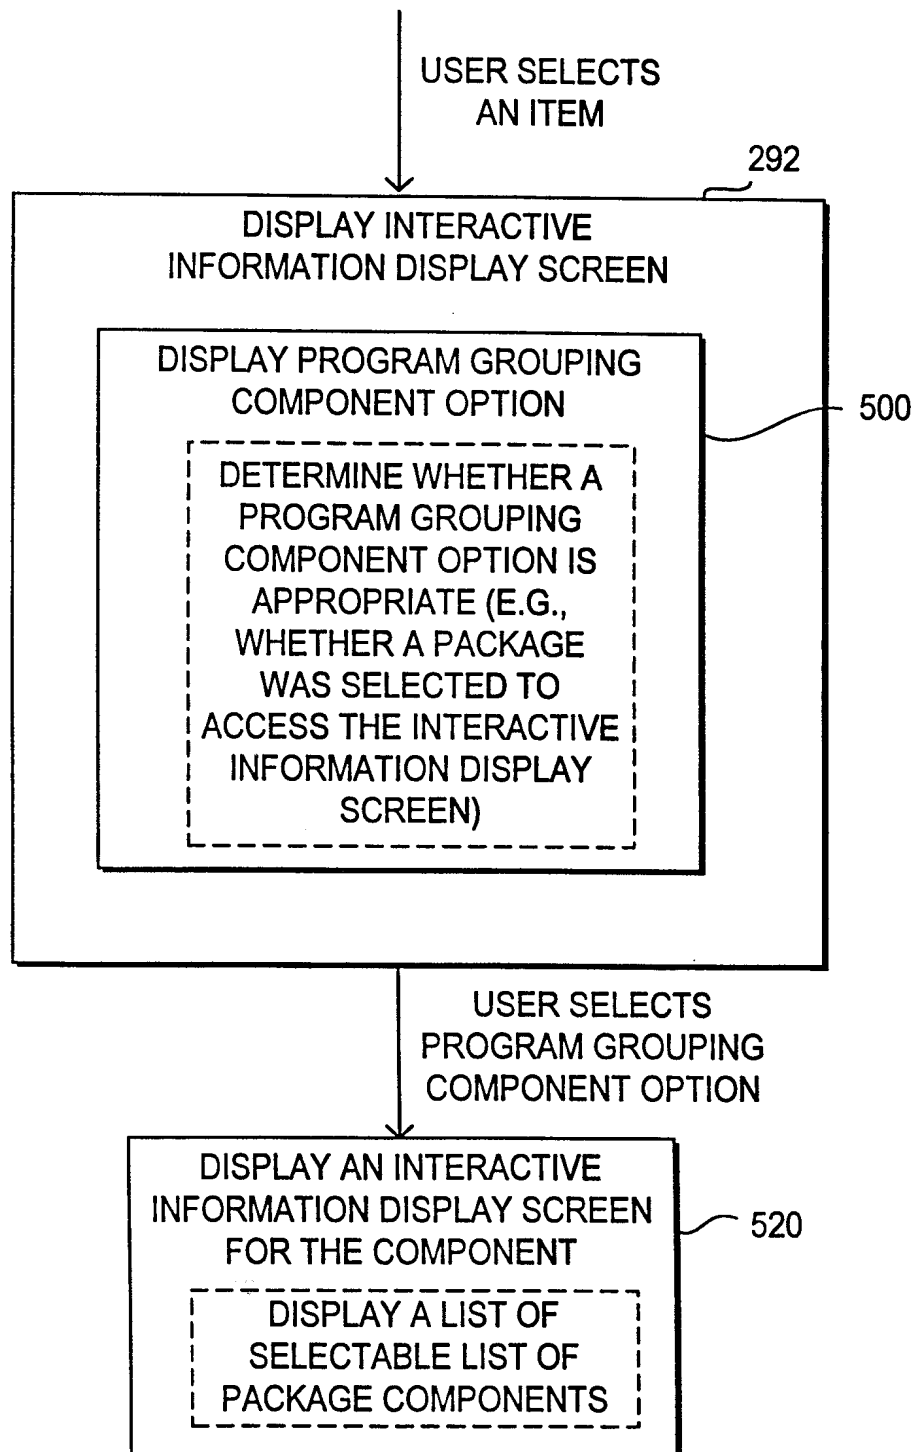 USER SELECTS
AN ITEM
292
DISPLAY INTERACTIVE
INFORMATION DISPLAY SCREEN
DISPLAY PROGRAM GROUPING
COMPONENT OPTION
500
DETERMINE WHETHER A
PROGRAM GROUPING
COMPONENT OPTION IS
APPROPRIATE (E.G.,
WHETHER A PACKAGE
WAS SELECTED TO
ACCESS THE INTERACTIVE
INFORMATION DISPLAY
SCREEN)
USER SELECTS
PROGRAM GROUPING
COMPONENT OPTION
DISPLAY AN INTERACTIVE
INFORMATION DISPLAY SCREEN
FOR THE COMPONENT
520
DISPLAY A LIST OF
SELECTABLE LIST OF
PACKAGE COMPONENTS